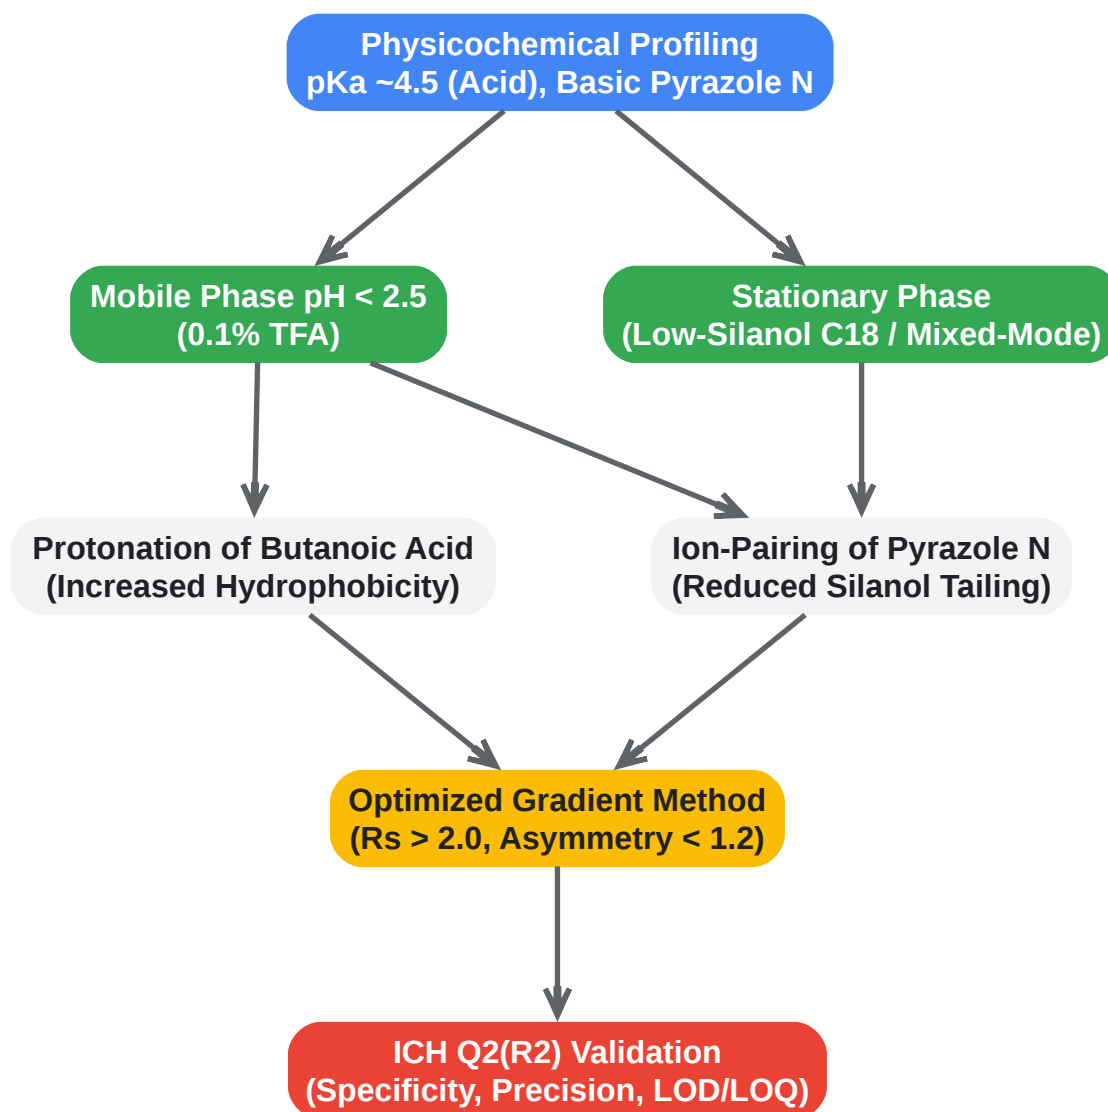 Physicochemical Profiling
pKa ~4.5 (Acid), Basic Pyrazole N
Mobile Phase pH < 2.5
(0.1% TFA)
Stationary Phase
(Low-Silanol C18 / Mixed-Mode)
Protonation of Butanoic Acid
(Increased Hydrophobicity)
Ion-Pairing of Pyrazole N
(Reduced Silanol Tailing)
Optimized Gradient Method
(Rs > 2.0, Asymmetry < 1.2)
ICH Q2(R2) Validation
(Specificity, Precision, LOD/LOQ)